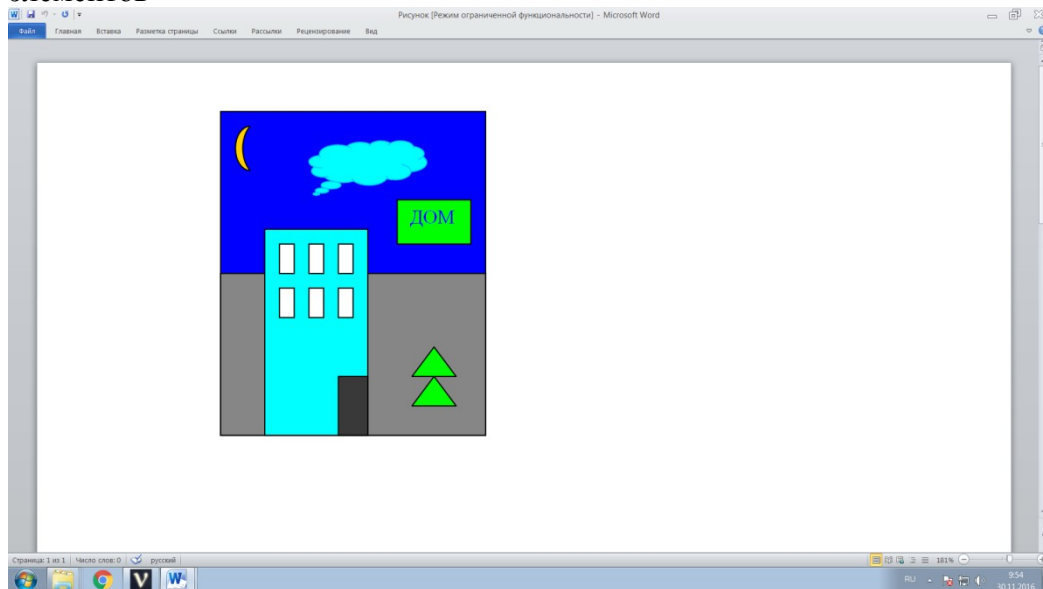 элементов
Рисунок [Режим ограниченной функциональности] - Microsoft Word
Файл Главная Вставка Разметка страницы Ссылки Рассылки Рецензирование Вид
ДОМ
Страница: 1 из 1 Число слов: 0 русский 181%
RU 9:54
30.11.2016